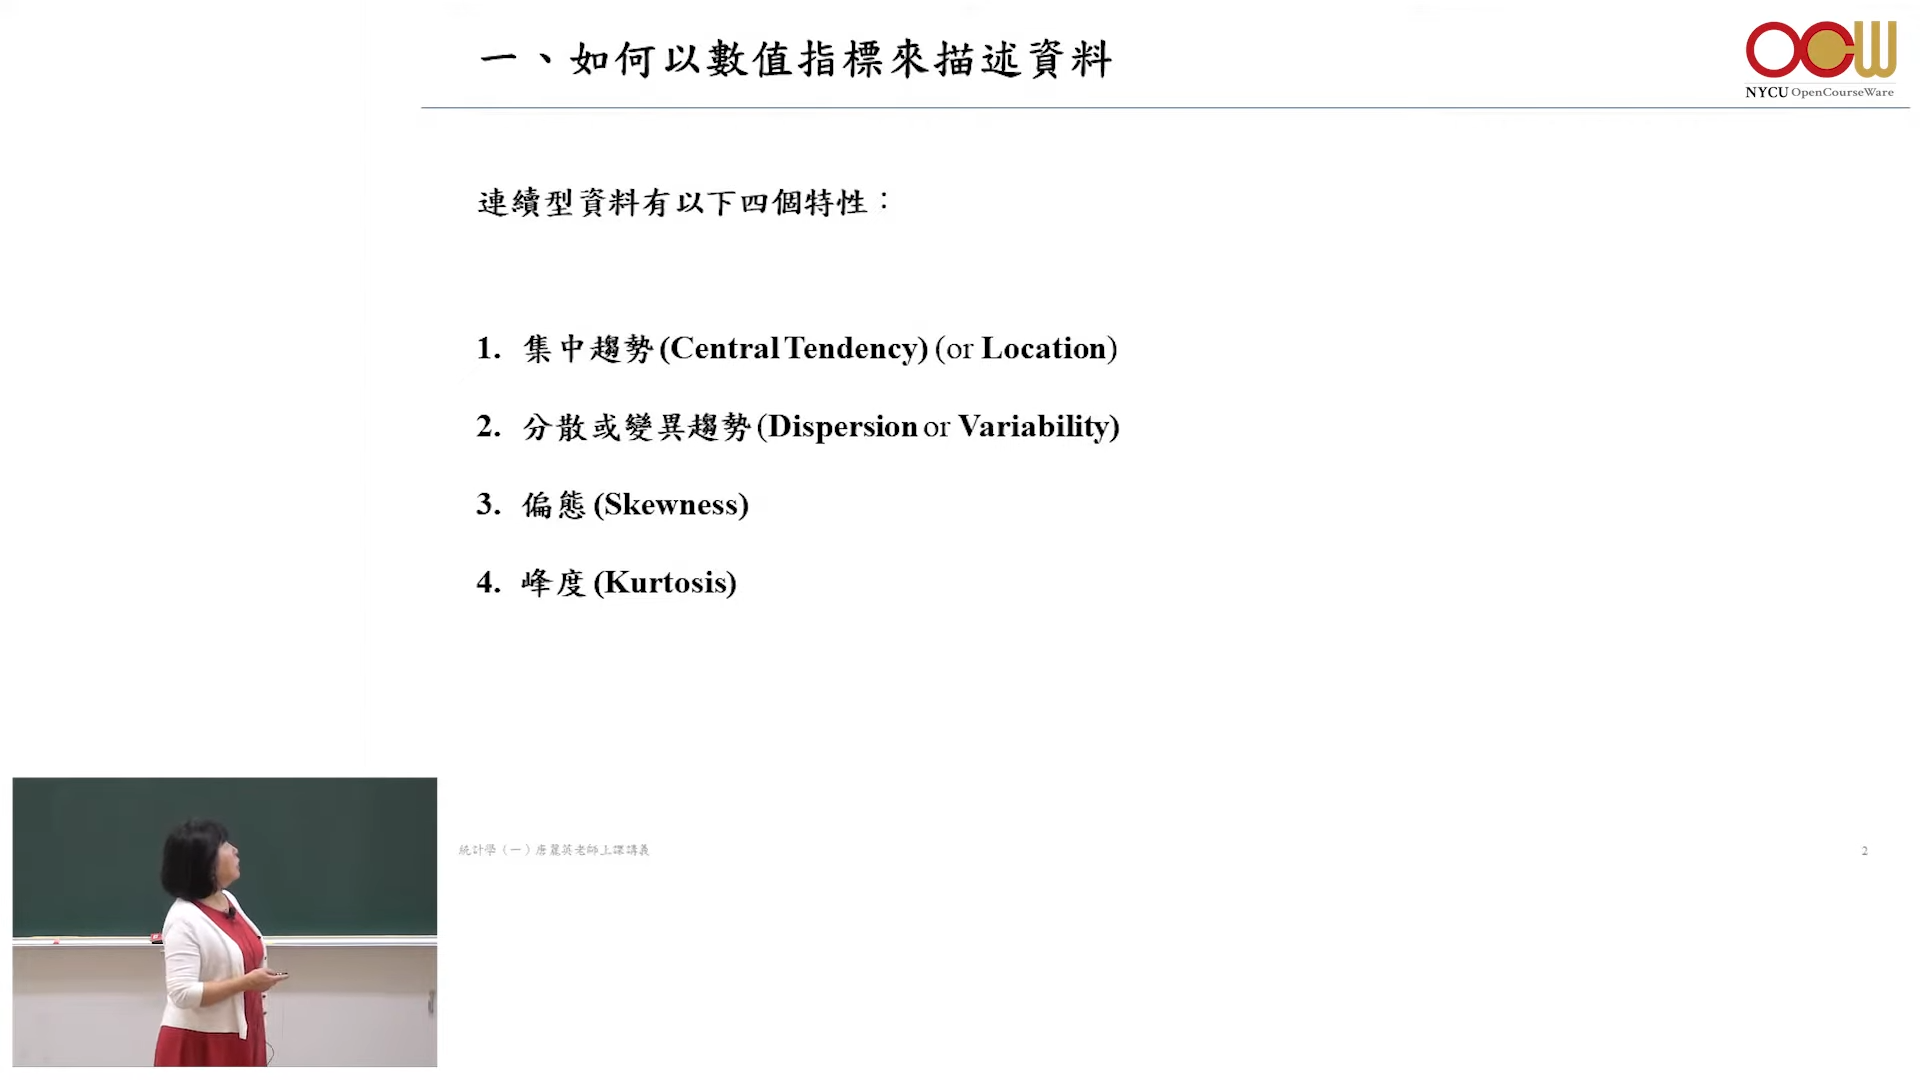 一、如何以數值指標來描述資料
OCW
NYCU OpenCourseWare
連續型資料有以下四個特性：
1. 集中趨勢 (Central Tendency) (or Location)
2. 分散或變異趨勢 (Dispersion or Variability)
3. 偏態 (Skewness)
4. 峰度 (Kurtosis)
統計學（一）唐麗英老師上課講義
2